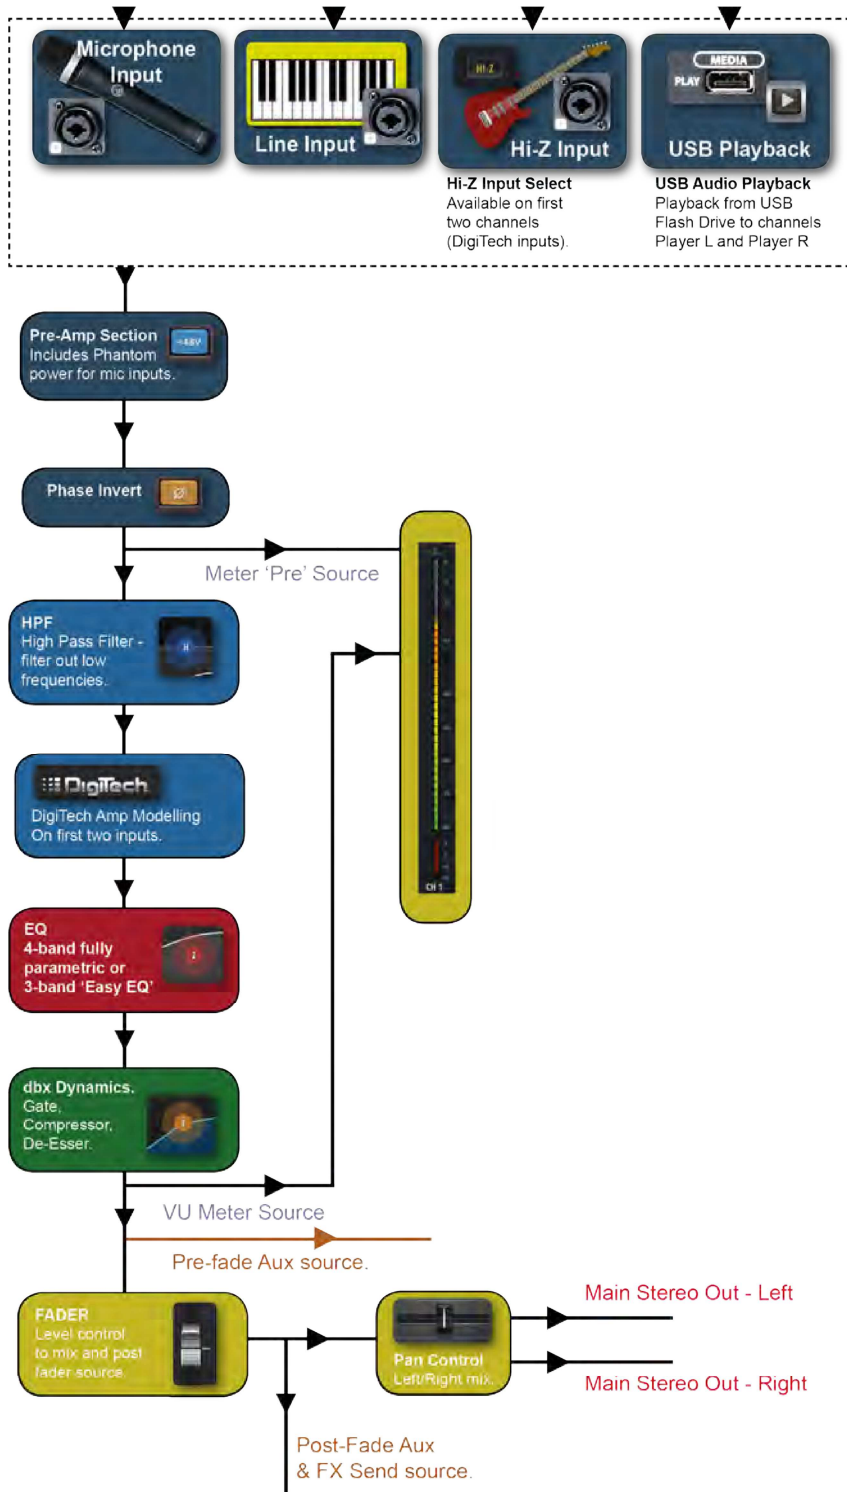 Microphone
Input
Line Input
HI-Z
Hi-Z Input
MEDIA
PLAY
USB Playback
Hi-Z Input Select
Available on first
two channels
(DigiTech inputs).
USB Audio Playback
Playback from USB
Flash Drive to channels
Player L and Player R
Pre-Amp Section
Includes Phantom
power for mic inputs.
+48V
Phase Invert
Ø
Meter ‘Pre’ Source
HPF
High Pass Filter -
filter out low
frequencies.
H
DigiTech
DigiTech Amp Modelling
On first two inputs.
CH 1
EQ
4-band fully
parametric or
3-band ‘Easy EQ’
dbx Dynamics.
Gate,
Compressor,
De-Esser.
VU Meter Source
Pre-fade Aux source.
FADER
Level control
to mix and post
fader source.
Pan Control
Left/Right mix.
Main Stereo Out - Left
Main Stereo Out - Right
Post-Fade Aux
& FX Send source.